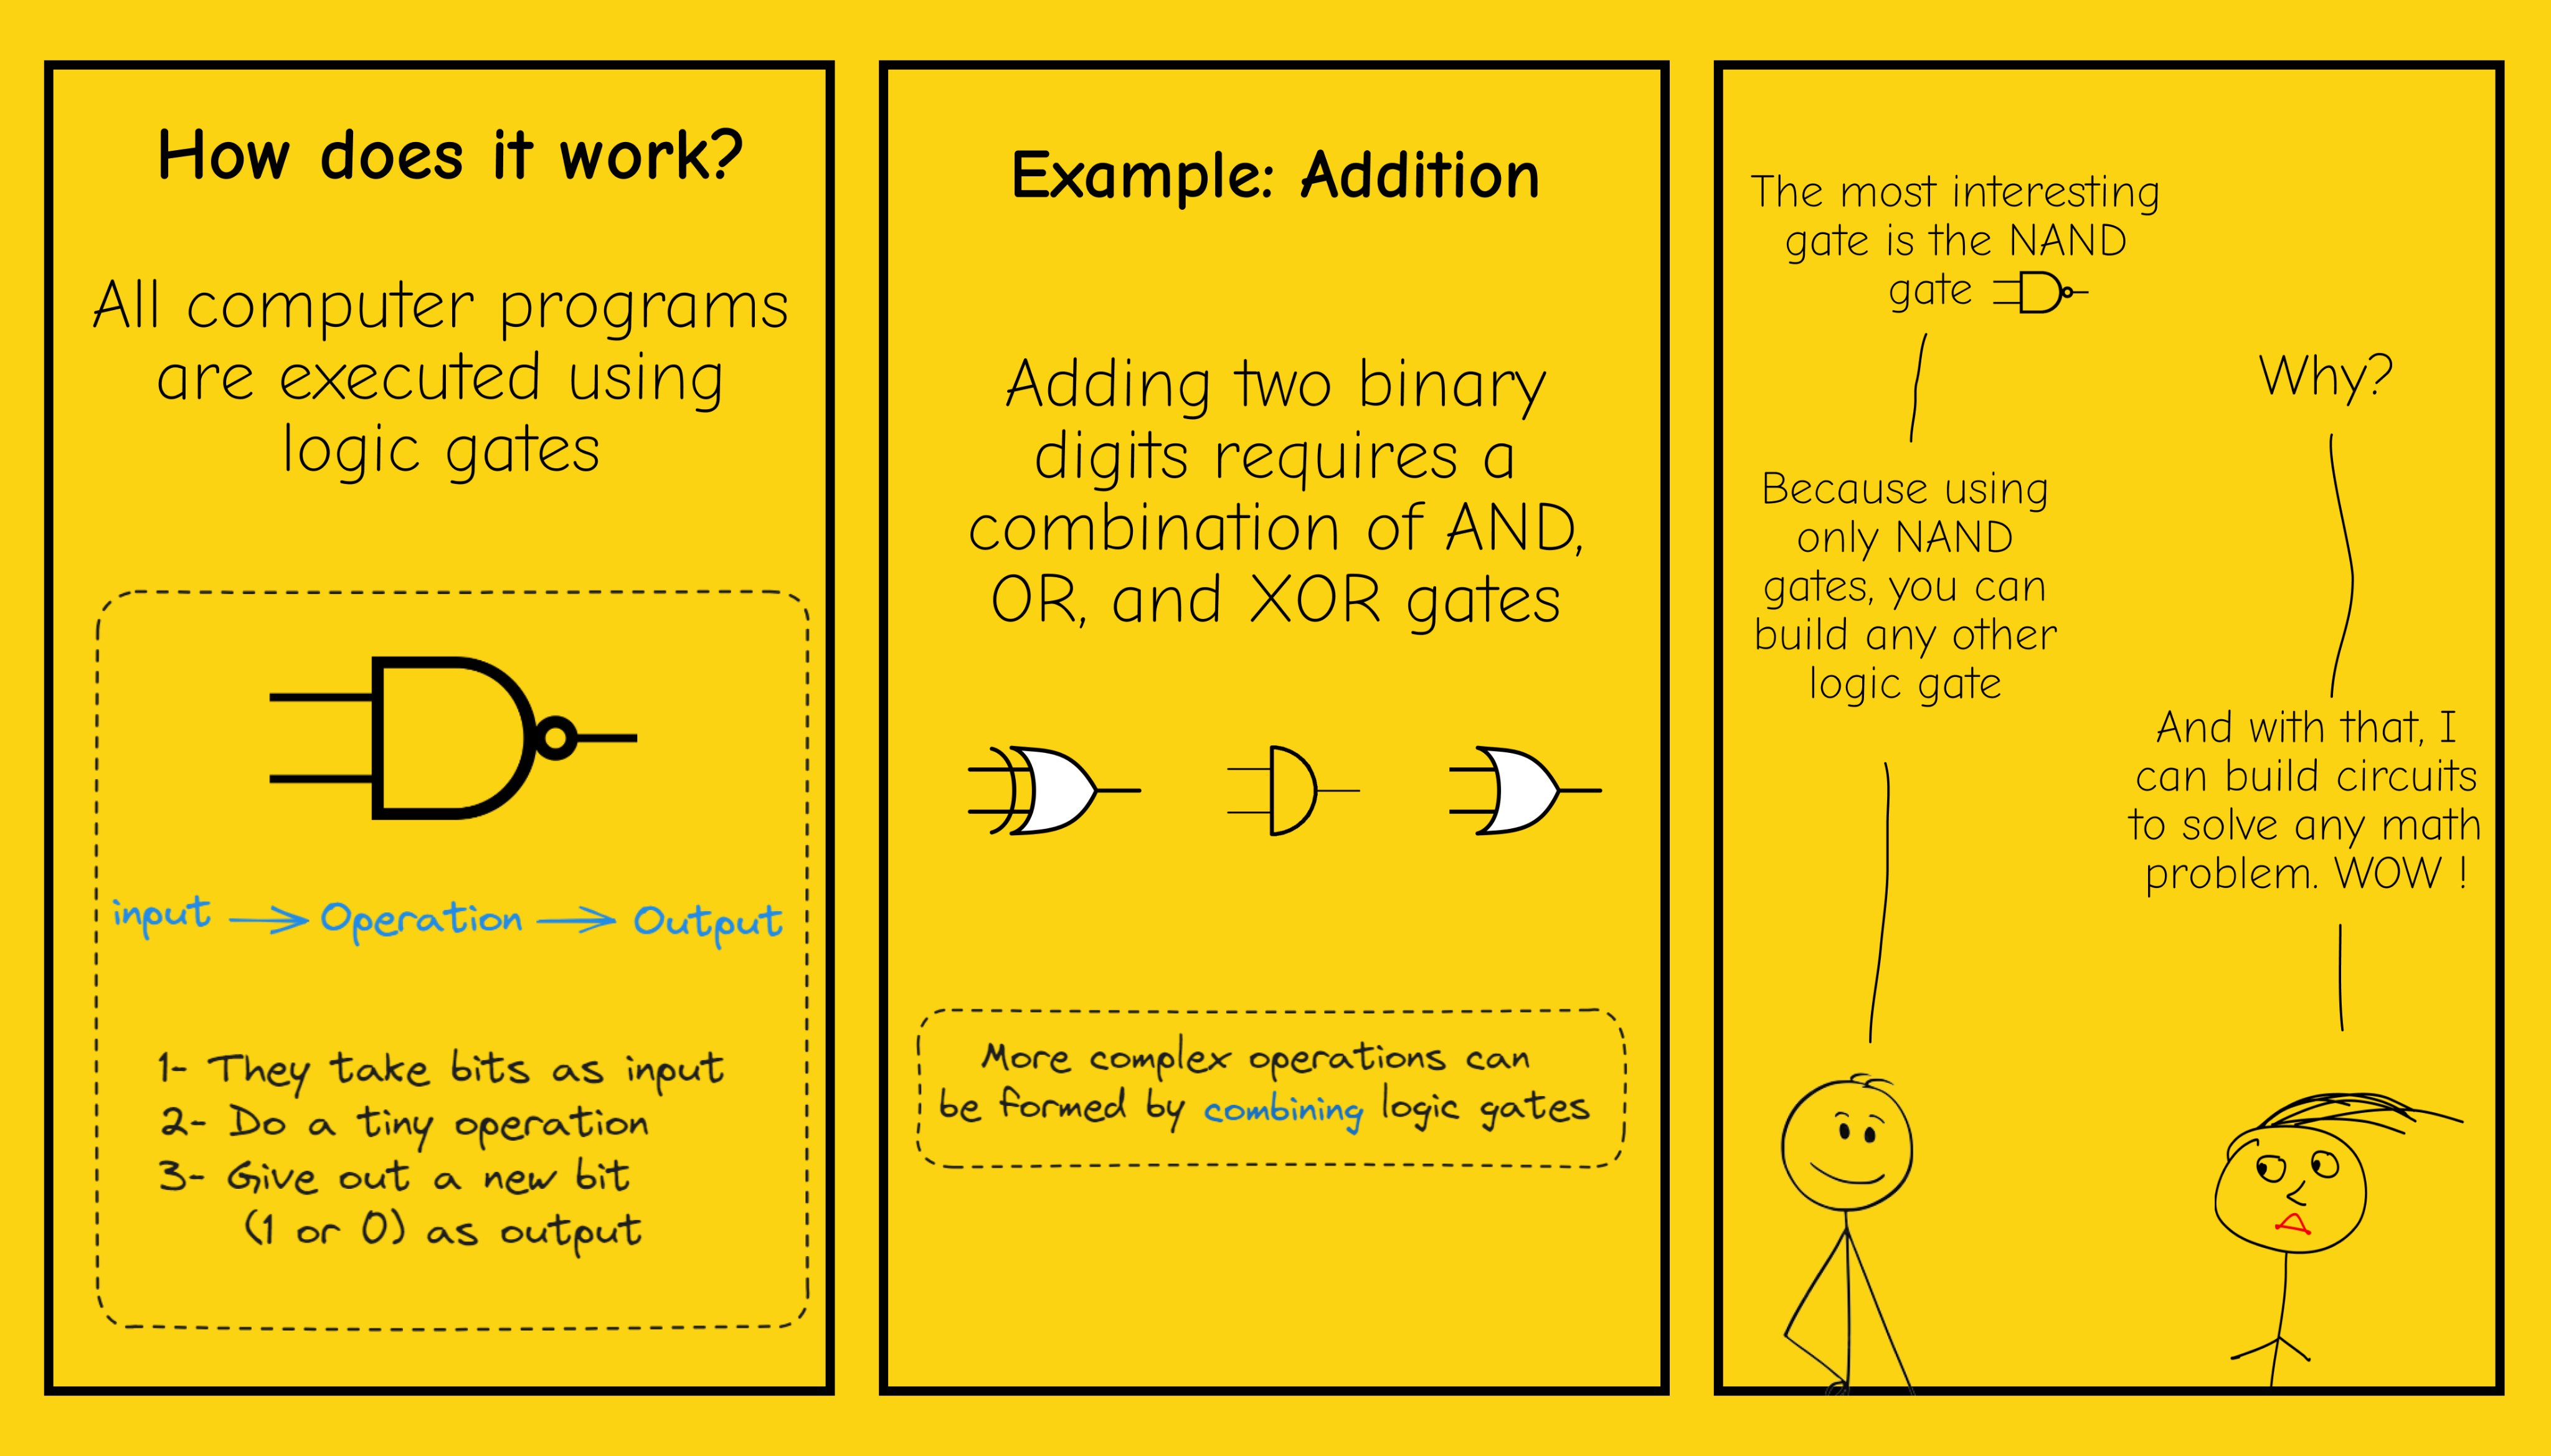 How does it work?
All computer programs
are executed using
logic gates
input → Operation → Output
1- They take bits as input
2- Do a tiny operation
3- Give out a new bit
(1 or 0) as output
Example: Addition
Adding two binary
digits requires a
combination of AND,
OR, and XOR gates
More complex operations can
be formed by combining logic gates
The most interesting
gate is the NAND
gate
Why?
Because using
only NAND
gates, you can
build any other
logic gate
And with that, I
can build circuits
to solve any math
problem. WOW !